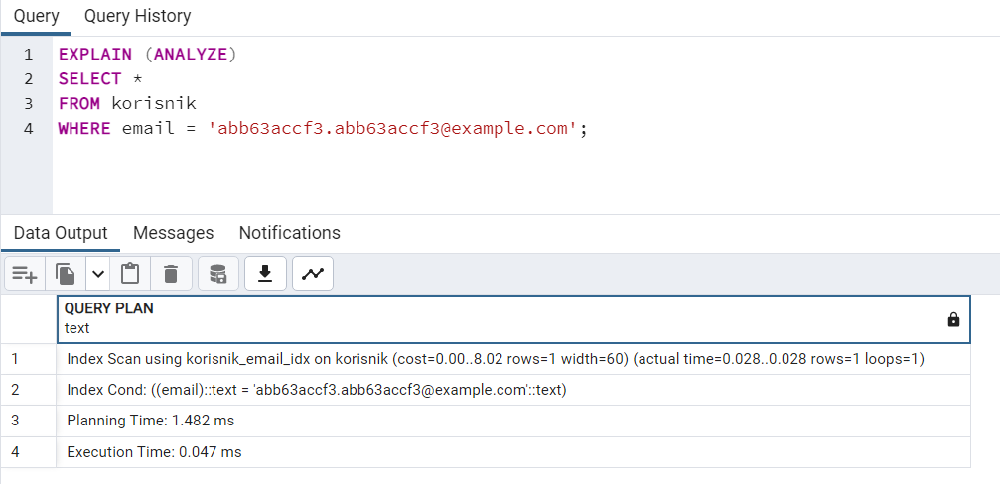 Query Query History
1 EXPLAIN (ANALYZE)
2 SELECT *
3 FROM korisnik
4 WHERE email = 'abb63accf3.abb63accf3@example.com';
Data Output Messages Notifications
QUERY PLAN
text
1 Index Scan using korisnik_email_idx on korisnik (cost=0.00..8.02 rows=1 width=60) (actual time=0.028..0.028 rows=1 loops=1)
2 Index Cond: ((email)::text = 'abb63accf3.abb63accf3@example.com'::text)
3 Planning Time: 1.482 ms
4 Execution Time: 0.047 ms